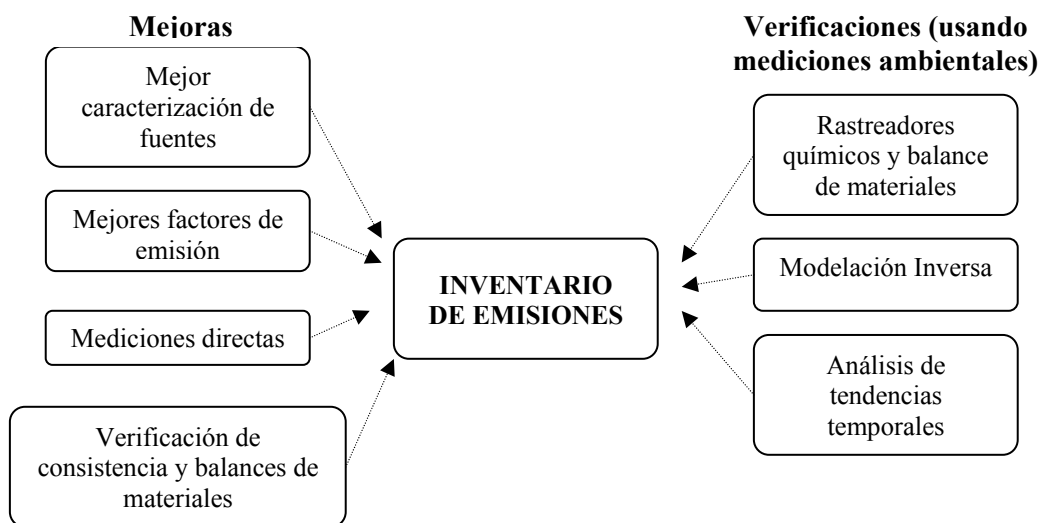 Mejoras
Mejor
caracterización de
fuentes
Mejores factores de
emisión
Mediciones directas
Verificación de
consistencia y balances de
materiales
INVENTARIO
DE EMISIONES
Verificaciones (usando
mediciones ambientales)
Rastreadores
químicos y balance
de materiales
Modelación Inversa
Análisis de
tendencias
temporales